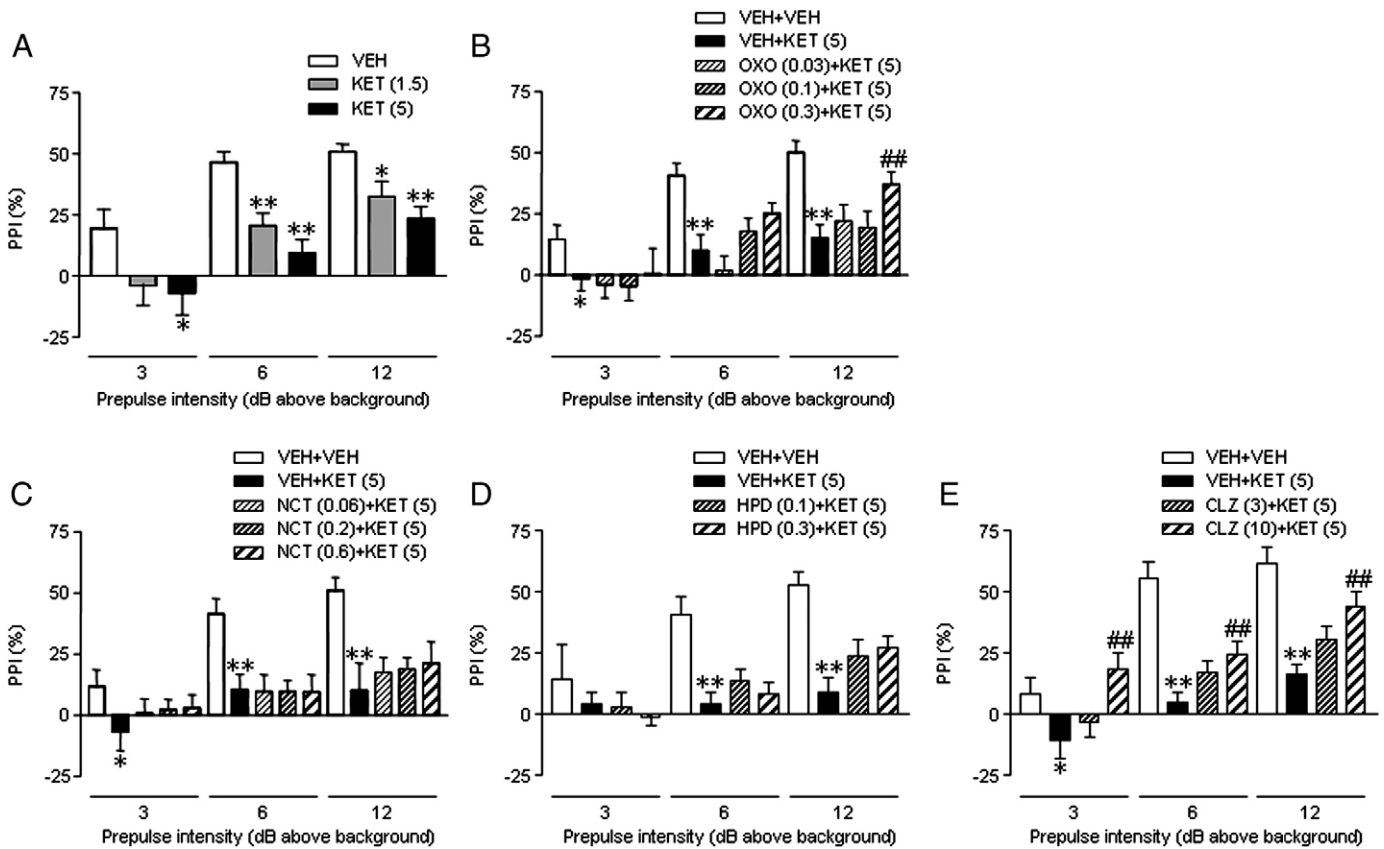 A
VEH
KET (1.5)
KET (5)
PPI (%)
75
50
25
0
-25
*
**
**
*
**
3
6
12
Prepulse intensity (dB above background)
B
VEH+VEH
VEH+KET (5)
OXO (0.03)+KET (5)
OXO (0.1)+KET (5)
OXO (0.3)+KET (5)
PPI (%)
75
50
25
0
-25
*
**
**
##
3
6
12
Prepulse intensity (dB above background)
C
VEH+VEH
VEH+KET (5)
NCT (0.06)+KET (5)
NCT (0.2)+KET (5)
NCT (0.6)+KET (5)
PPI (%)
75
50
25
0
-25
*
**
**
3
6
12
Prepulse intensity (dB above background)
D
VEH+VEH
VEH+KET (5)
HPD (0.1)+KET (5)
HPD (0.3)+KET (5)
PPI (%)
75
50
25
0
-25
**
**
3
6
12
Prepulse intensity (dB above background)
E
VEH+VEH
VEH+KET (5)
CLZ (3)+KET (5)
CLZ (10)+KET (5)
PPI (%)
75
50
25
0
-25
*
##
**
##
**
##
3
6
12
Prepulse intensity (dB above background)